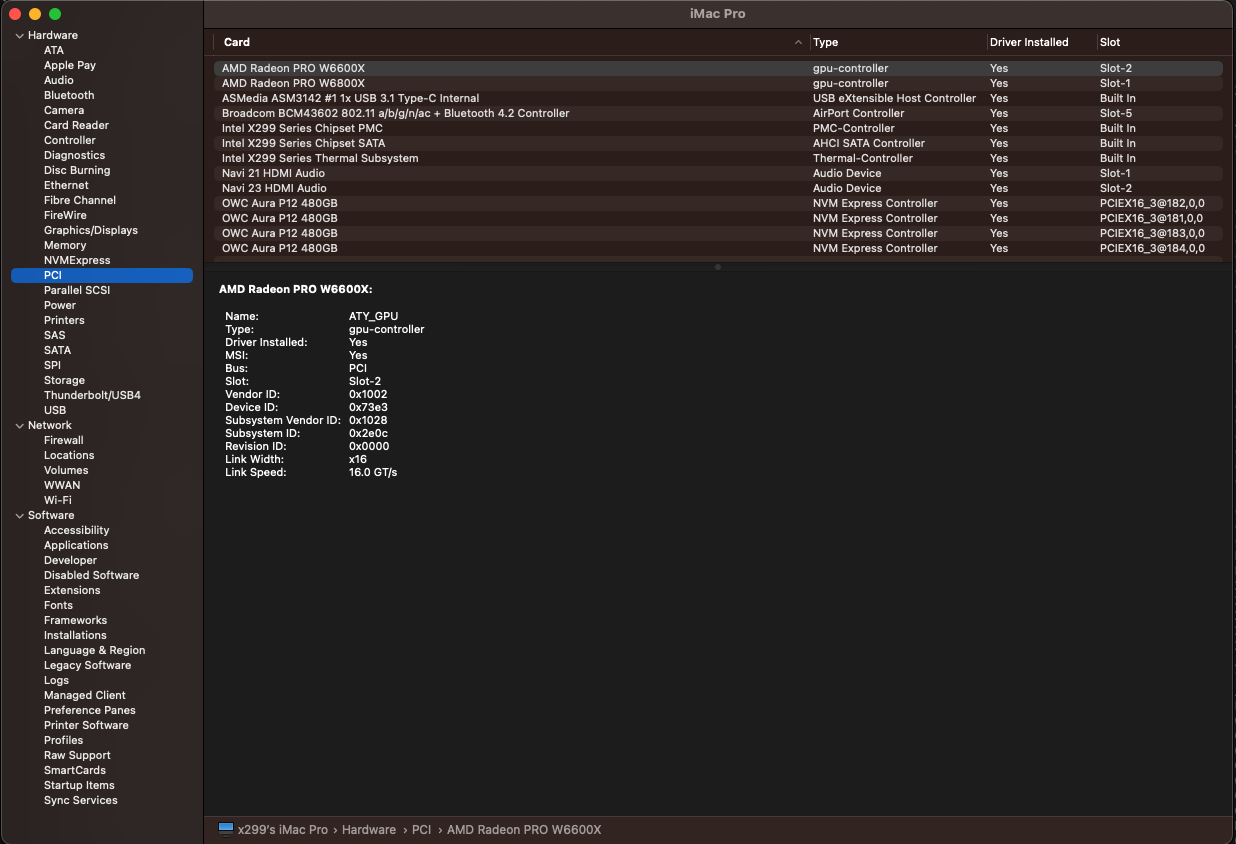 iMac Pro
Hardware
ATA
Apple Pay
Audio
Bluetooth
Camera
Card Reader
Controller
Diagnostics
Disc Burning
Ethernet
Fibre Channel
FireWire
Graphics/Displays
Memory
NVMExpress
PCI
Parallel SCSI
Power
Printers
SAS
SATA
SPI
Storage
Thunderbolt/USB4
USB
Network
Firewall
Locations
Volumes
WWAN
Wi-Fi
Software
Accessibility
Applications
Developer
Disabled Software
Extensions
Fonts
Frameworks
Installations
Language & Region
Legacy Software
Logs
Managed Client
Preference Panes
Printer Software
Profiles
Raw Support
SmartCards
Startup Items
Sync Services
Card Type Driver Installed Slot
AMD Radeon PRO W6600X gpu-controller Yes Slot-2
AMD Radeon PRO W6800X gpu-controller Yes Slot-1
ASMedia ASM3142 #1 1x USB 3.1 Type-C Internal USB eXtensible Host Controller Yes Built In
Broadcom BCM43602 802.11 a/b/g/n/ac + Bluetooth 4.2 Controller AirPort Controller Yes Slot-5
Intel X299 Series Chipset PMC PMC-Controller Yes Built In
Intel X299 Series Chipset SATA AHCI SATA Controller Yes Built In
Intel X299 Series Thermal Subsystem Thermal-Controller Yes Built In
Navi 21 HDMI Audio Audio Device Yes Slot-1
Navi 23 HDMI Audio Audio Device Yes Slot-2
OWC Aura P12 480GB NVM Express Controller Yes PCIEX16_3@182,0,0
OWC Aura P12 480GB NVM Express Controller Yes PCIEX16_3@181,0,0
OWC Aura P12 480GB NVM Express Controller Yes PCIEX16_3@183,0,0
OWC Aura P12 480GB NVM Express Controller Yes PCIEX16_3@184,0,0
AMD Radeon PRO W6600X:
Name: ATY_GPU
Type: gpu-controller
Driver Installed: Yes
MSI: Yes
Bus: PCI
Slot: Slot-2
Vendor ID: 0x1002
Device ID: 0x73e3
Subsystem Vendor ID: 0x1028
Subsystem ID: 0x2e0c
Revision ID: 0x0000
Link Width: x16
Link Speed: 16.0 GT/s
x299's iMac Pro › Hardware › PCI › AMD Radeon PRO W6600X